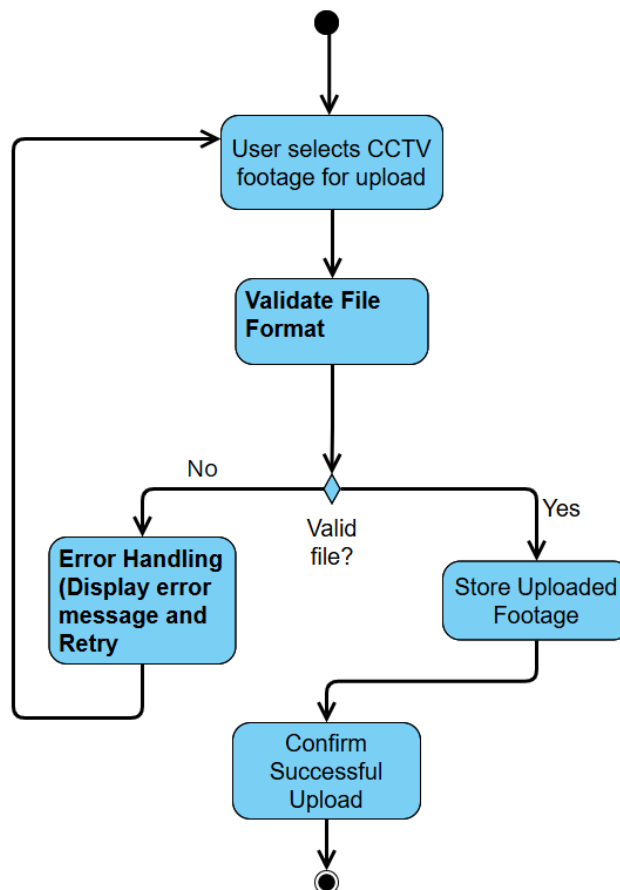 User selects CCTV
footage for upload
Validate File
Format
No
Valid
file?
Yes
Error Handling
(Display error
message and
Retry
Store Uploaded
Footage
Confirm
Successful
Upload